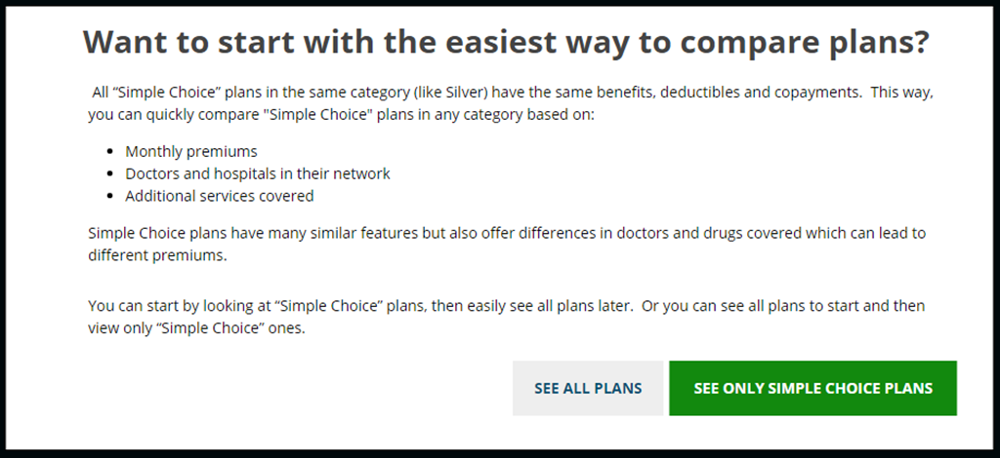 Want to start with the easiest way to compare plans?
All “Simple Choice” plans in the same category (like Silver) have the same benefits, deductibles and copayments.  This way,
you can quickly compare "Simple Choice" plans in any category based on:
• Monthly premiums
• Doctors and hospitals in their network
• Additional services covered
Simple Choice plans have many similar features but also offer differences in doctors and drugs covered which can lead to
different premiums.
You can start by looking at “Simple Choice” plans, then easily see all plans later.  Or you can see all plans to start and then
view only “Simple Choice” ones.
SEE ALL PLANS
SEE ONLY SIMPLE CHOICE PLANS